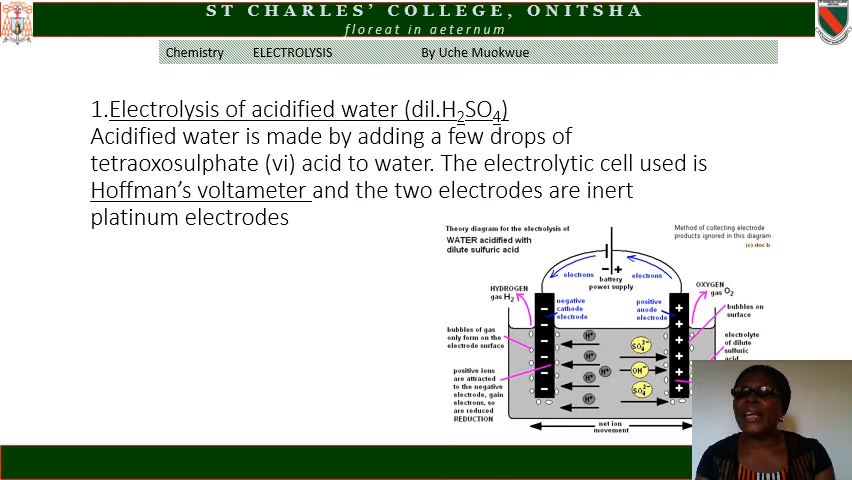 ST CHARLES' COLLEGE, ONITSHA
floreat in aeternum
Chemistry ELECTROLYSIS By Uche Muokwue
1.Electrolysis of acidified water (dil.H₂SO₄)
Acidified water is made by adding a few drops of
tetraoxosulphate (vi) acid to water. The electrolytic cell used is
Hoffman's voltameter and the two electrodes are inert
platinum electrodes
Theory diagram for the electrolysis of
WATER acidified with
dilute sulfuric acid
Method of collecting electrode
products ignored in this diagram
(c) doc b
electrons
electrons
− +
battery
power supply
HYDROGEN
gas H₂
OXYGEN
gas O₂
negative
cathode
electrode
positive
anode
electrode
bubbles on
surface
bubbles of gas
only form on the
electrode surface
electrolyte
of dilute
sulfuric
acid
positive ions
are attracted
to the negative
electrode, gain
electrons, so
are reduced
REDUCTION
H⁺
H⁺
H⁺
H⁺
H⁺
SO₄²⁻
OH⁻
SO₄²⁻
net ion
movement